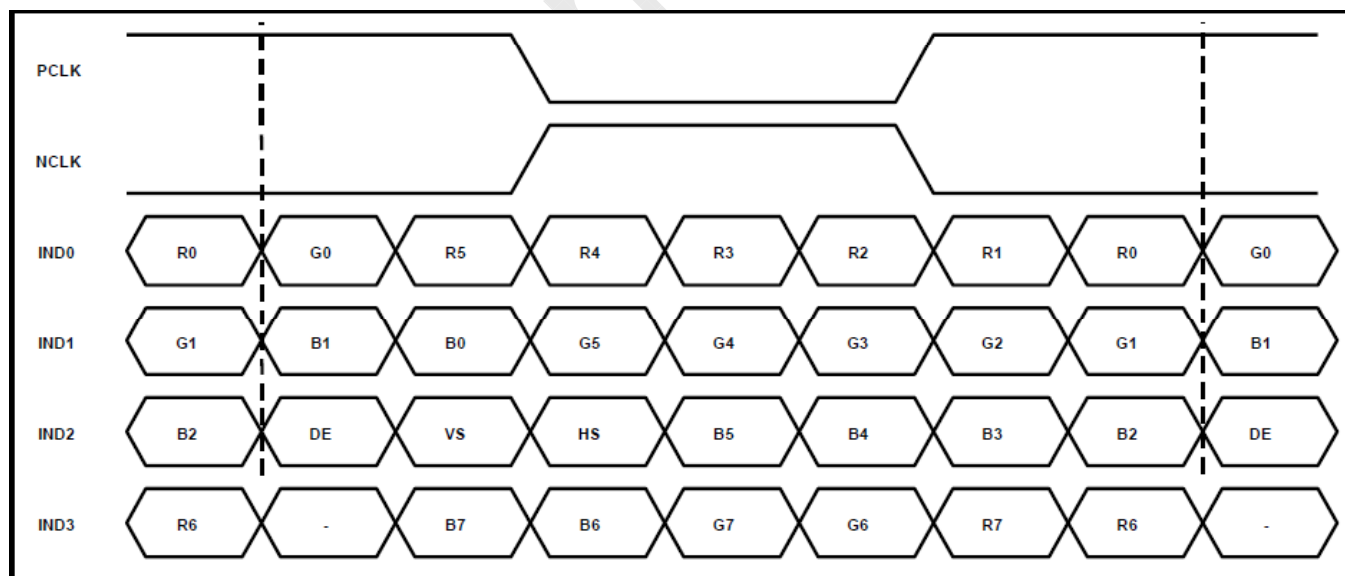 PCLK
NCLK
IND0 R0 G0 R5 R4 R3 R2 R1 R0 G0
IND1 G1 B1 B0 G5 G4 G3 G2 G1 B1
IND2 B2 DE VS HS B5 B4 B3 B2 DE
IND3 R6 - B7 B6 G7 G6 R7 R6 -